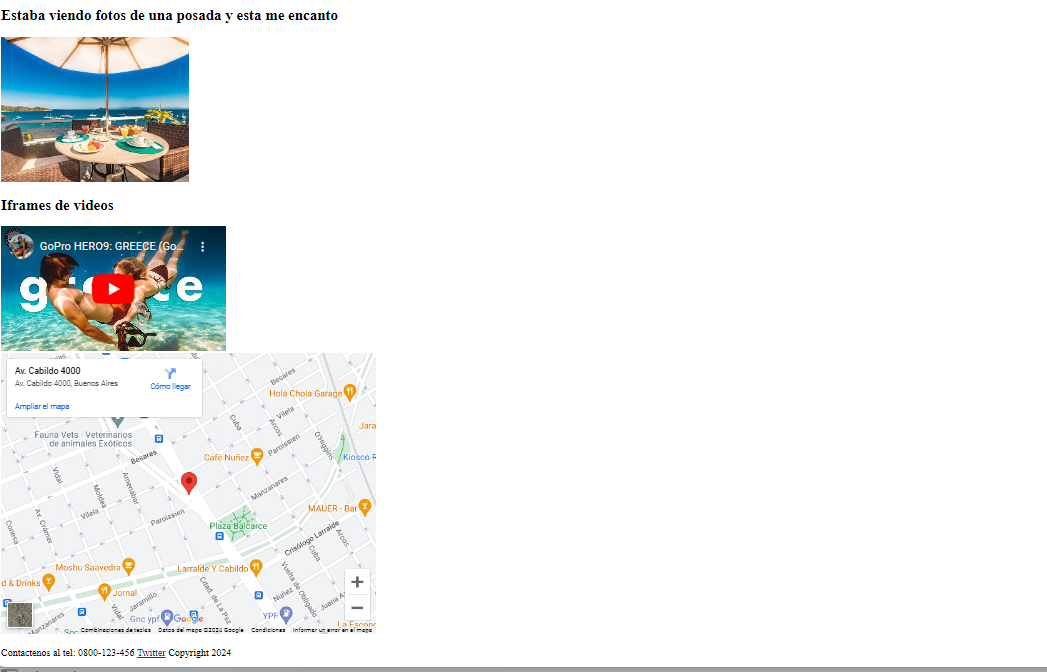 Estaba viendo fotos de una posada y esta me encanto
Iframes de videos
GoPro HERO9: GREECE (Go...
greece
Av. Cabildo 4000
Av. Cabildo 4000, Buenos Aires
Cómo llegar
Ampliar el mapa
Besares
Hola Chola Garage
Vilela
Cuba
Arcos
Jara
Fauna Vets - Veterinarios
de animales Exóticos
Paroissien
O'Higgins
Café Nuñez
Kiosco R
Besares
Vidal
Moldes
Amenábar
Manzanares
MAUER - Bar
Av. Crámer
Vilela
Paroissien
Plaza Balcarce
Conesa
Crisólogo Larralde
Arcos
Cuba
Moshu Saavedra
Larralde Y Cabildo
d & Drinks
Jornal
Vuelta de Obligado
Cdad. de La Paz
Jaramillo
Vidal
Nuñez
Juana A
Gnc ypf
Google
YPF
La Escond
Manzanares
Combinaciones de teclas Datos del mapa ©2024 Google Condiciones Informar un error en el mapa
Contactenos al tel: 0800-123-456 Twitter Copyright 2024